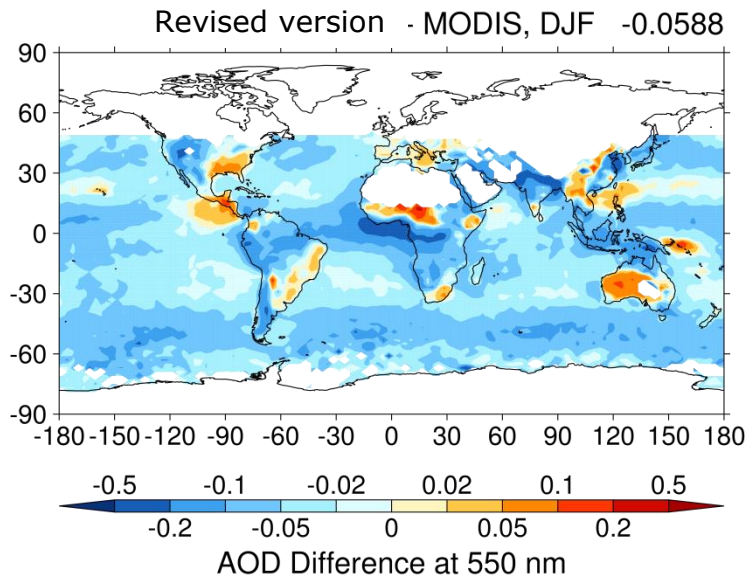 Revised version - MODIS, DJF -0.0588
90
60
30
0
-30
-60
-90
-180 -150 -120 -90 -60 -30 0 30 60 90 120 150 180
-0.5 -0.1 -0.02 0.02 0.1 0.5
-0.2 -0.05 0 0.05 0.2
AOD Difference at 550 nm